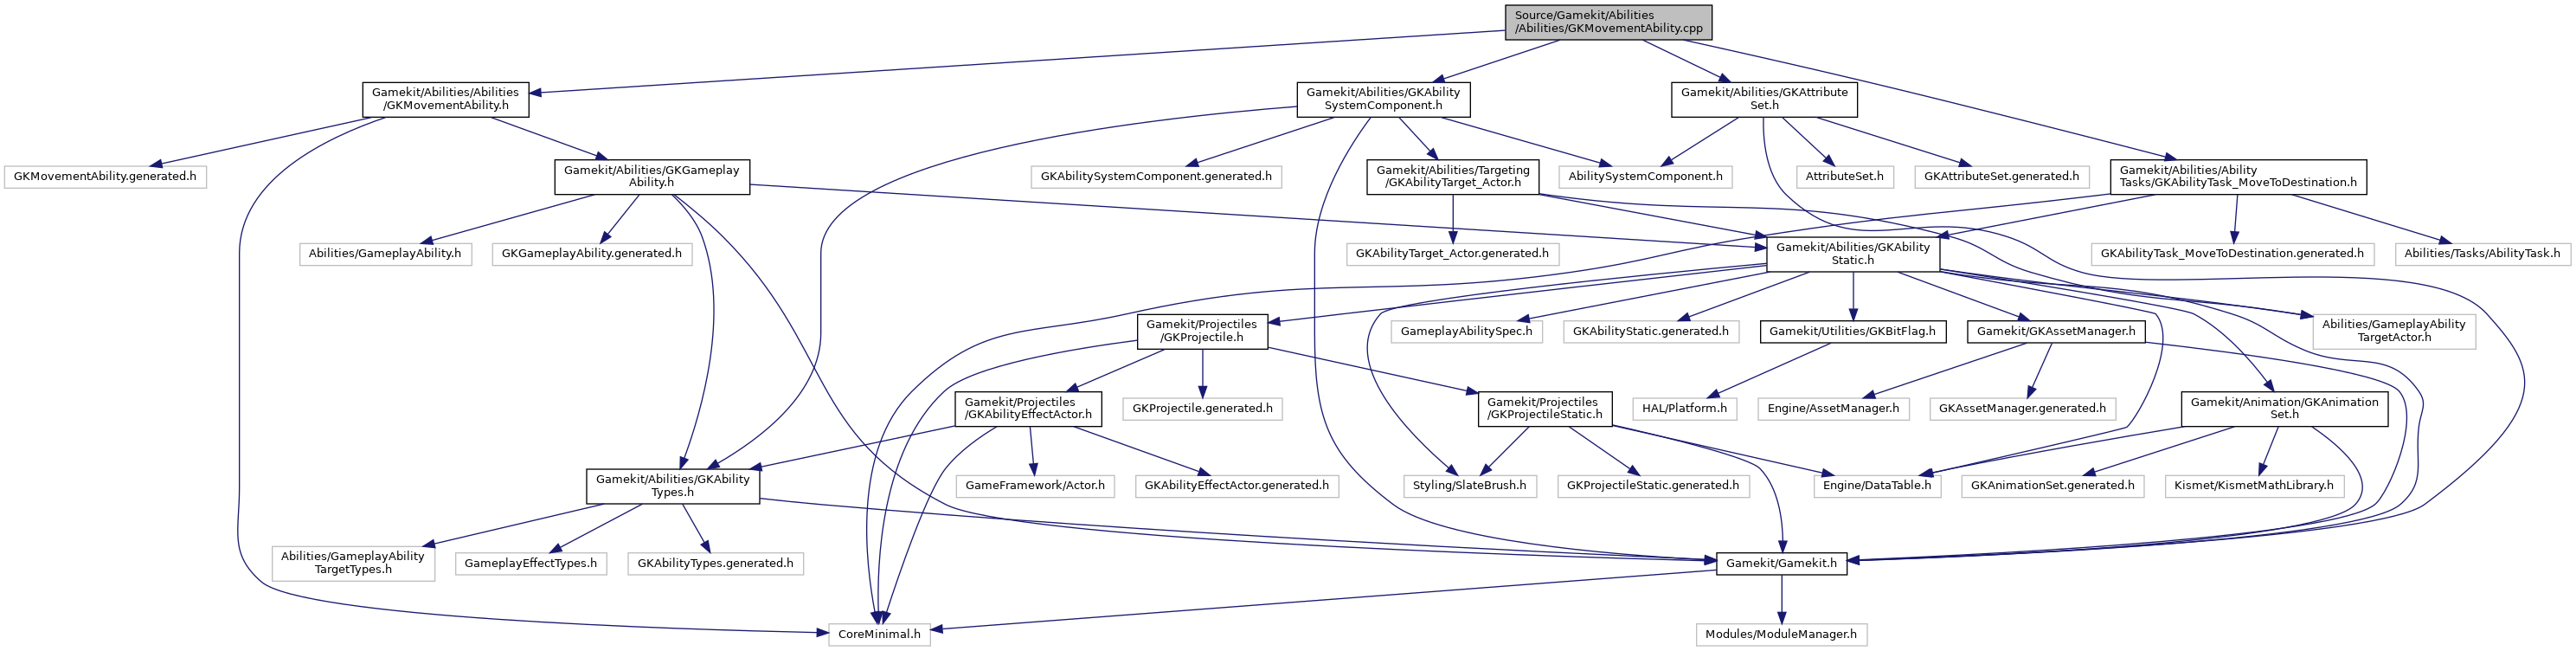 Source/Gamekit/Abilities
/Abilities/GKMovementAbility.cpp
Gamekit/Abilities/Abilities
/GKMovementAbility.h
Gamekit/Abilities/GKAbility
SystemComponent.h
Gamekit/Abilities/GKAttribute
Set.h
GKMovementAbility.generated.h
Gamekit/Abilities/GKGameplay
Ability.h
GKAbilitySystemComponent.generated.h
Gamekit/Abilities/Targeting
/GKAbilityTarget_Actor.h
AbilitySystemComponent.h
AttributeSet.h
GKAttributeSet.generated.h
Gamekit/Abilities/Ability
Tasks/GKAbilityTask_MoveToDestination.h
Abilities/GameplayAbility.h
GKGameplayAbility.generated.h
GKAbilityTarget_Actor.generated.h
Gamekit/Abilities/GKAbility
Static.h
GKAbilityTask_MoveToDestination.generated.h
Abilities/Tasks/AbilityTask.h
Gamekit/Projectiles
/GKProjectile.h
GameplayAbilitySpec.h
GKAbilityStatic.generated.h
Gamekit/Utilities/GKBitFlag.h
Gamekit/GKAssetManager.h
Abilities/GameplayAbility
TargetActor.h
Gamekit/Projectiles
/GKAbilityEffectActor.h
GKProjectile.generated.h
Gamekit/Projectiles
/GKProjectileStatic.h
HAL/Platform.h
Engine/AssetManager.h
GKAssetManager.generated.h
Gamekit/Animation/GKAnimation
Set.h
Gamekit/Abilities/GKAbility
Types.h
GameFramework/Actor.h
GKAbilityEffectActor.generated.h
Styling/SlateBrush.h
GKProjectileStatic.generated.h
Engine/DataTable.h
GKAnimationSet.generated.h
Kismet/KismetMathLibrary.h
Abilities/GameplayAbility
TargetTypes.h
GameplayEffectTypes.h
GKAbilityTypes.generated.h
Gamekit/Gamekit.h
CoreMinimal.h
Modules/ModuleManager.h